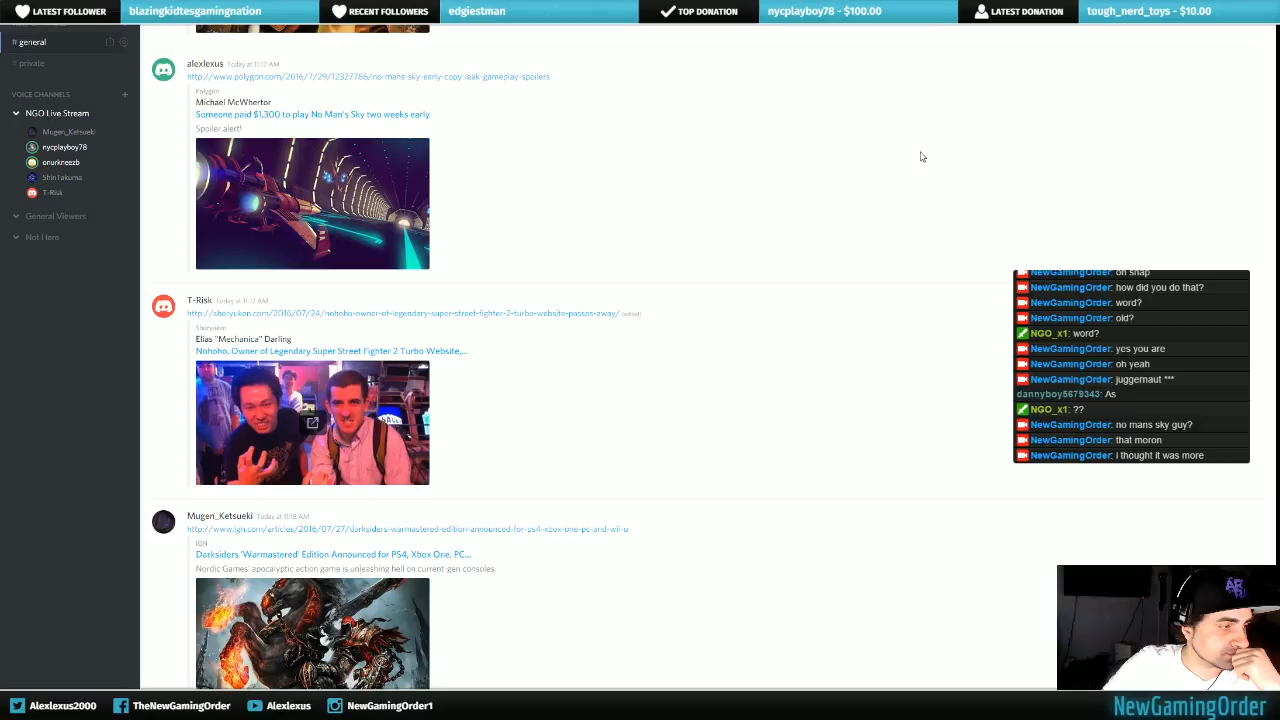 LATEST FOLLOWER blazingkidtesgamingnation RECENT FOLLOWERS edgiestman TOP DONATION nycplayboy78 - $100.00 LATEST DONATION tough_nerd_toys - $10.00
# general
# private
VOICE CHANNELS +
NGO Live Stream
Mugen_Ketsueki
nycplayboy78
onurkneezb
ShinTakuma
T-Risk
General Viewers
Not Here
alexlexus Today at 11:17 AM
http://www.polygon.com/2016/7/29/12327786/no-mans-sky-early-copy-leak-gameplay-spoilers
Polygon
Michael McWhertor
Someone paid $1,300 to play No Man's Sky two weeks early
Spoiler alert!
T-Risk Today at 11:17 AM
http://shoryuken.com/2016/07/24/nohoho-owner-of-legendary-super-street-fighter-2-turbo-website-passes-away/ (edited)
Shoryuken
Elias "Mechanica" Darling
Nohoho, Owner of Legendary Super Street Fighter 2 Turbo Website,...
Mugen_Ketsueki Today at 11:18 AM
http://www.ign.com/articles/2016/07/27/darksiders-warmastered-edition-announced-for-ps4-xbox-one-pc-and-wii-u
IGN
Darksiders 'Warmastered' Edition Announced for PS4, Xbox One, PC...
Nordic Games' apocalyptic action game is unleashing hell on current-gen consoles.
NewGamingOrder: oh snap
NewGamingOrder: how did you do that?
NewGamingOrder: word?
NewGamingOrder: old?
NGO_x1: word?
NewGamingOrder: yes you are
NewGamingOrder: oh yeah
NewGamingOrder: juggernaut ***
dannyboy5679343: As
NGO_x1: ??
NewGamingOrder: no mans sky guy?
NewGamingOrder: that moron
NewGamingOrder: i thought it was more
Alexlexus2000 TheNewGamingOrder Alexlexus NewGamingOrder1 NewGamingOrder